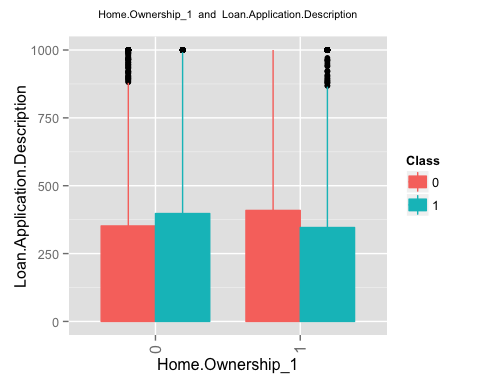 Home.Ownership_1 and Loan.Application.Description
1000
750
500
250
0
Loan.Application.Description
0
1
Home.Ownership_1
Class
0
1